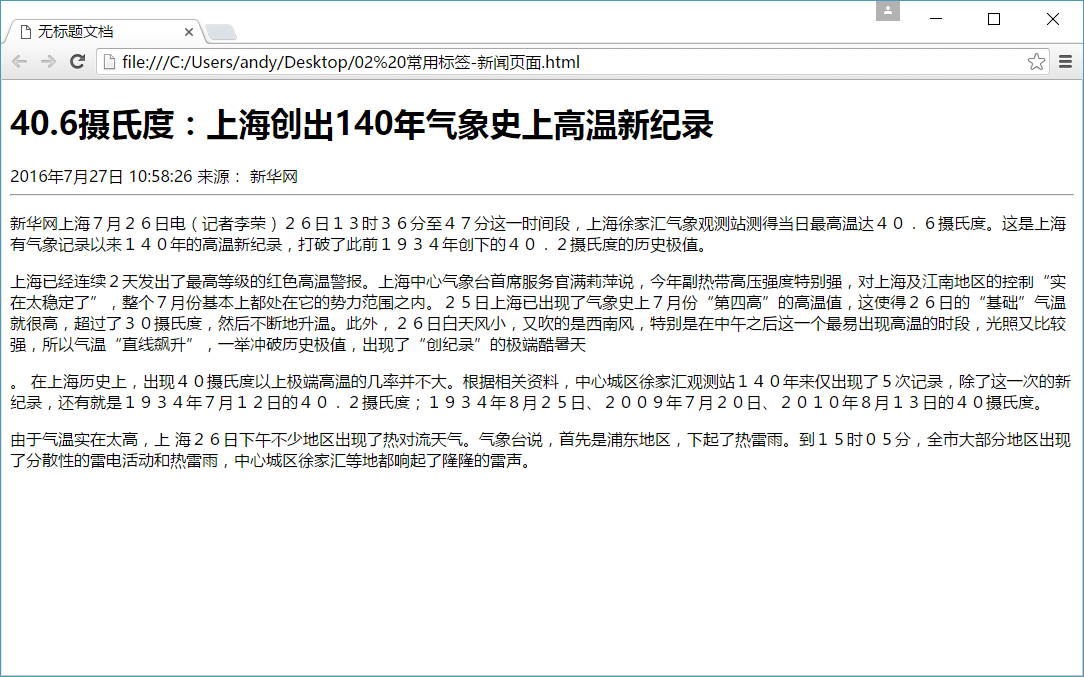 无标题文档
file:///C:/Users/andy/Desktop/02%20常用标签-新闻页面.html
40.6摄氏度：上海创出140年气象史上高温新纪录
2016年7月27日 10:58:26 来源： 新华网
新华网上海７月２６日电（记者李荣）２６日１３时３６分至４７分这一时间段，上海徐家汇气象观测站测得当日最高温达４０．６摄氏度。这是上海
有气象记录以来１４０年的高温新纪录，打破了此前１９３４年创下的４０．２摄氏度的历史极值。
上海已经连续２天发出了最高等级的红色高温警报。上海中心气象台首席服务官满莉萍说，今年副热带高压强度特别强，对上海及江南地区的控制“实
在太稳定了”，整个７月份基本上都处在它的势力范围之内。２５日上海已出现了气象史上７月份“第四高”的高温值，这使得２６日的“基础”气温
就很高，超过了３０摄氏度，然后不断地升温。此外，２６日白天风小，又吹的是西南风，特别是在中午之后这一个最易出现高温的时段，光照又比较
强，所以气温“直线飙升”，一举冲破历史极值，出现了“创纪录”的极端酷暑天
。 在上海历史上，出现４０摄氏度以上极端高温的几率并不大。根据相关资料，中心城区徐家汇观测站１４０年来仅出现了５次记录，除了这一次的新
纪录，还有就是１９３４年７月１２日的４０．２摄氏度；１９３４年８月２５日、２００９年７月２０日、２０１０年８月１３日的４０摄氏度。
由于气温实在太高，上 海２６日下午不少地区出现了热对流天气。气象台说，首先是浦东地区，下起了热雷雨。到１５时０５分，全市大部分地区出现
了分散性的雷电活动和热雷雨，中心城区徐家汇等地都响起了隆隆的雷声。